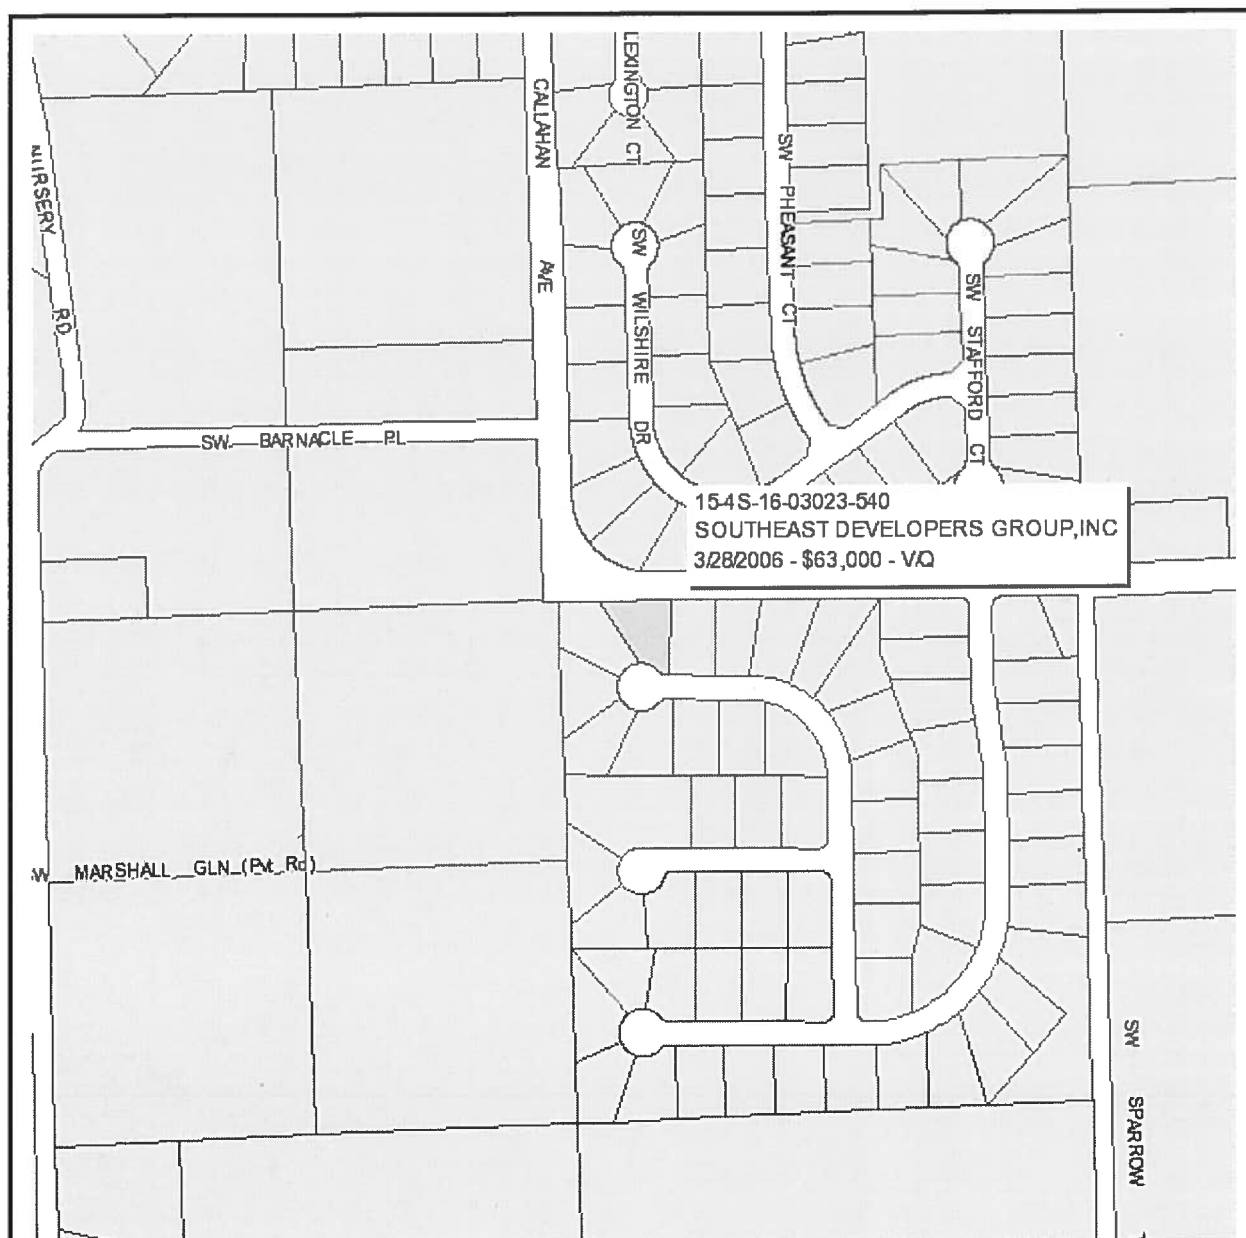 LEXINGTON CT
CALLAHAN AVE
SW PHEASANT CT
NURSERY RD
SW WILSHIRE DR
SW STAFFORD CT
SW BARNACLE PL
15-4S-16-03023-540
SOUTHEAST DEVELOPERS GROUP,INC
3/28/2006 - $63,000 - V/Q
W MARSHALL GLN (Pvt Rd)
SW SPARROW